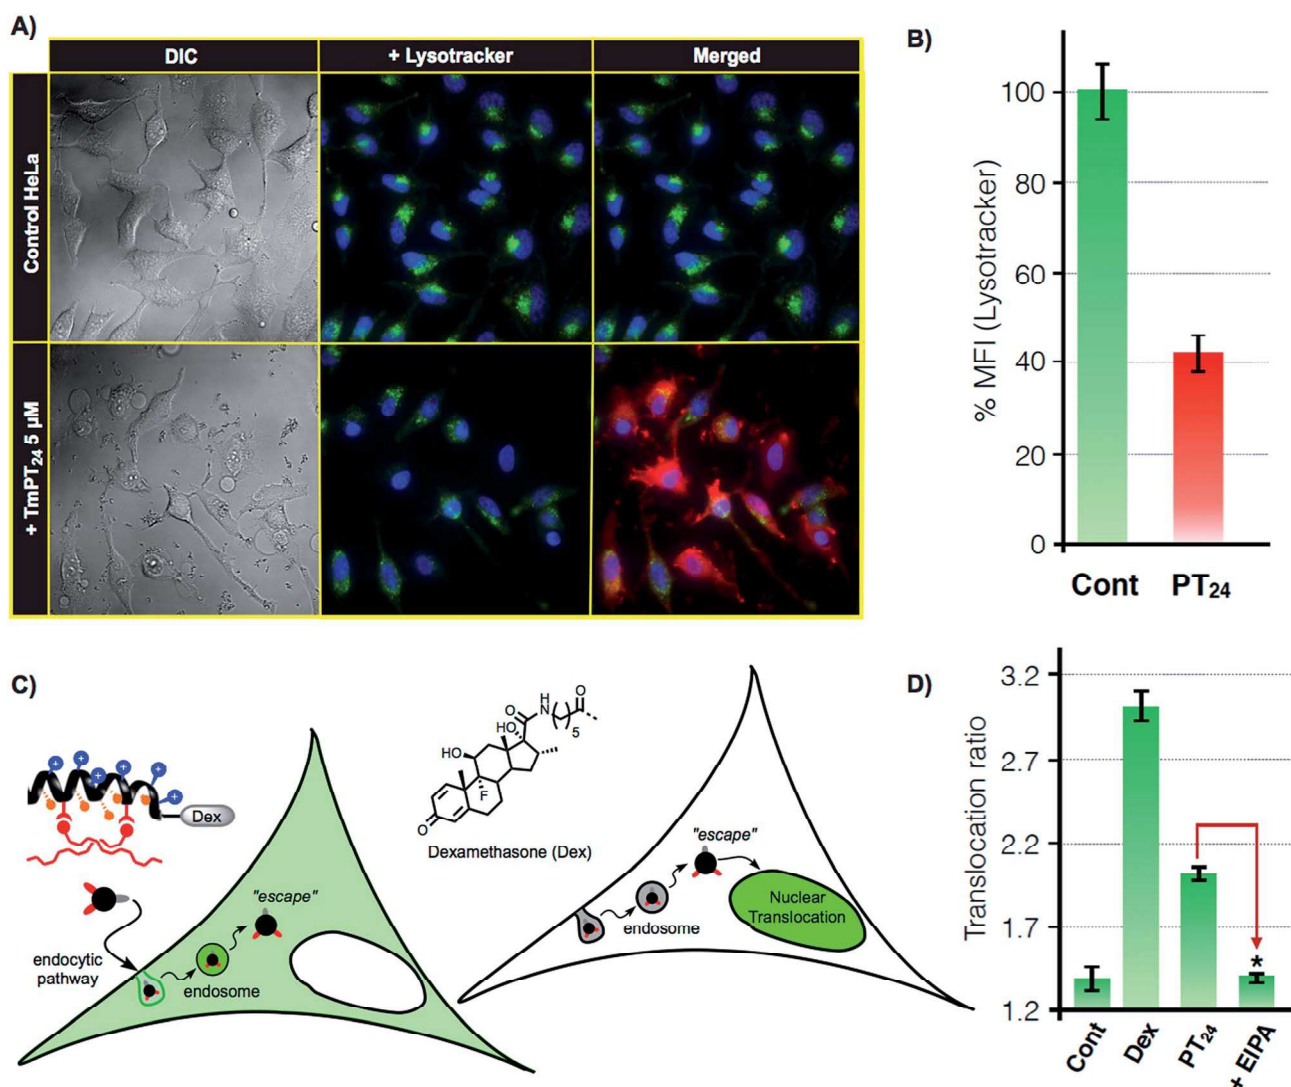 A)
DIC
+ Lysotracker
Merged
Control HeLa
+ TmPT24 5 µM
B)
% MFI (Lysotracker)
100
80
60
40
20
0
Cont
PT24
C)
Dex
"escape"
endocytic
pathway
endosome
O
H
N
O
5
HO
O
HO
F
O
Dexamethasone (Dex)
"escape"
endosome
Nuclear
Translocation
D)
Translocation ratio
3.2
2.7
2.2
1.7
1.2
*
Cont
Dex
PT24
+ EIPA